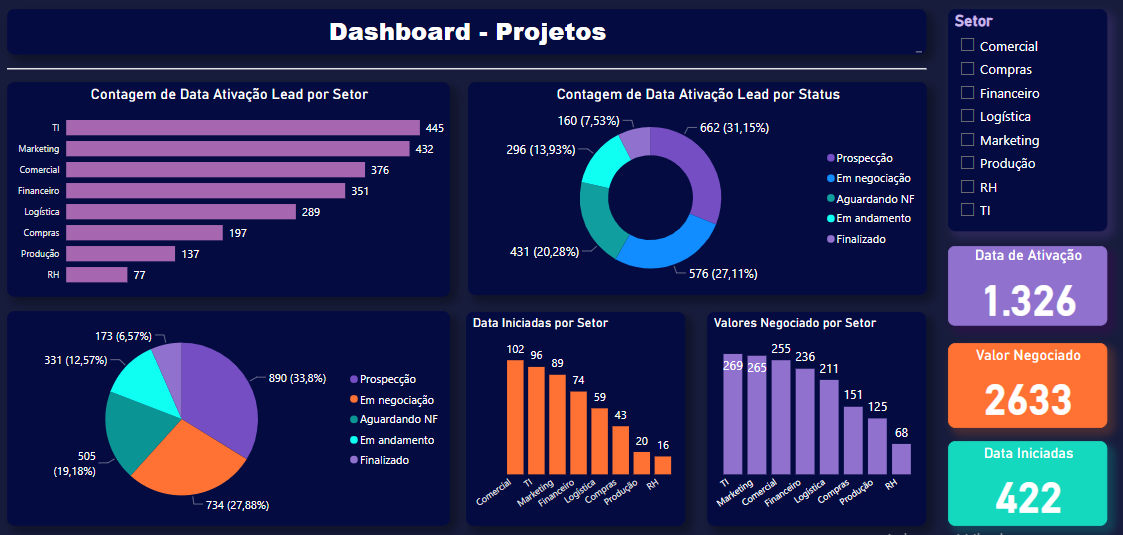 Dashboard - Projetos
Setor
Comercial
Compras
Financeiro
Logística
Marketing
Produção
RH
TI
Contagem de Data Ativação Lead por Setor
TI 445
Marketing 432
Comercial 376
Financeiro 351
Logística 289
Compras 197
Produção 137
RH 77
Contagem de Data Ativação Lead por Status
160 (7,53%)
662 (31,15%)
296 (13,93%)
431 (20,28%)
576 (27,11%)
Prospecção
Em negociação
Aguardando NF
Em andamento
Finalizado
Data de Ativação
1.326
Valor Negociado
2633
Data Iniciadas
422
173 (6,57%)
331 (12,57%)
890 (33,8%)
505
(19,18%)
734 (27,88%)
Prospecção
Em negociação
Aguardando NF
Em andamento
Finalizado
Data Iniciadas por Setor
102 96 89 74 59 43 20 16
Comercial TI Marketing Financeiro Logística Compras Produção RH
Valores Negociado por Setor
269 265 255 236 211 151 125 68
TI Marketing Comercial Financeiro Logística Compras Produção RH